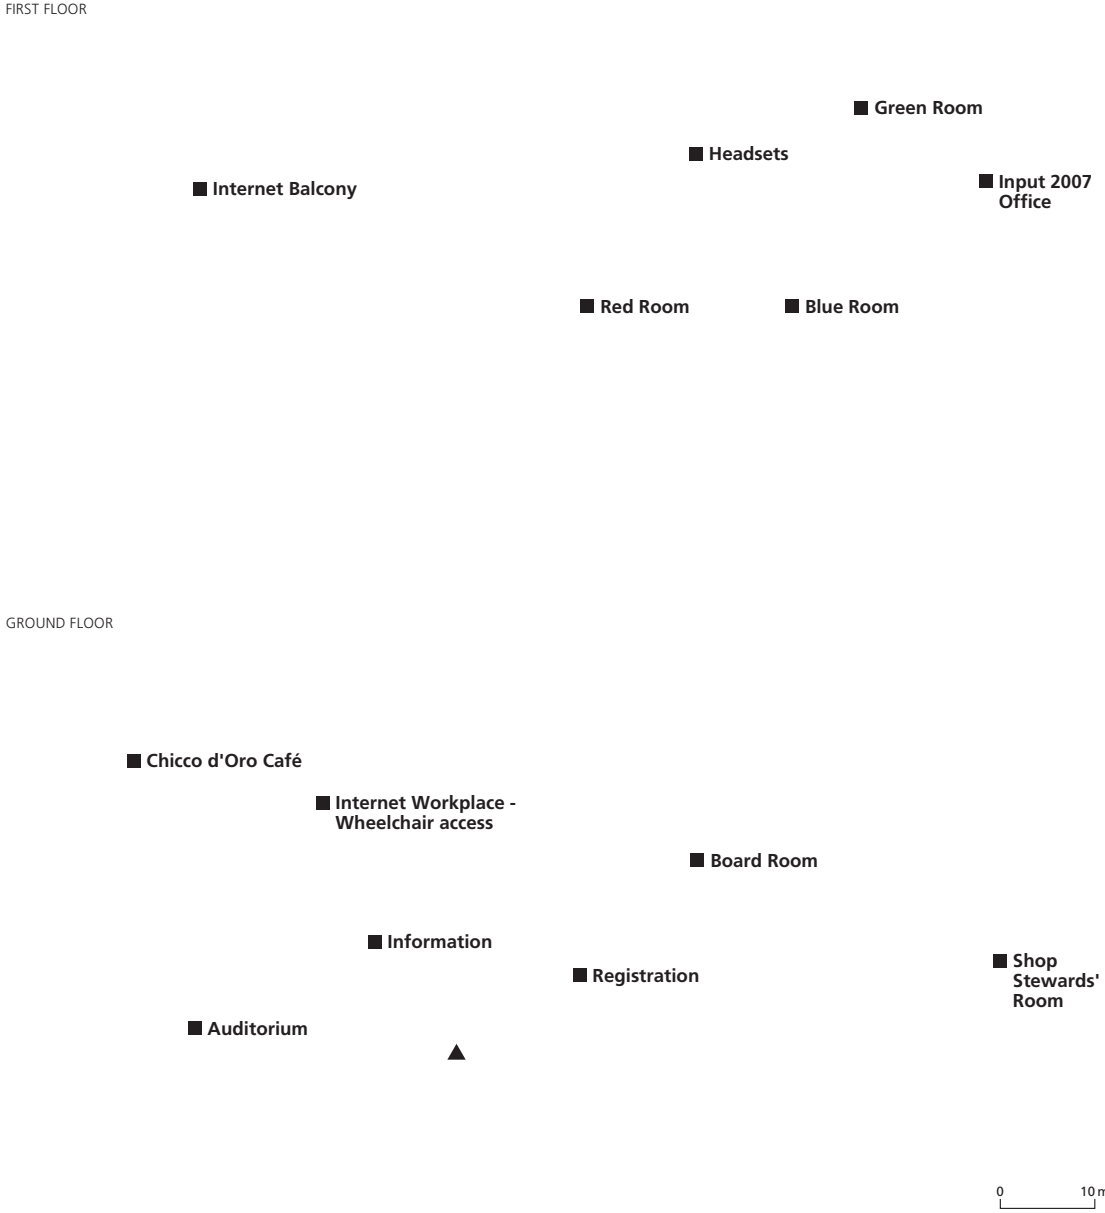 FIRST FLOOR
Green Room
Headsets
Internet Balcony
Input 2007
Office
Red Room
Blue Room
GROUND FLOOR
Chicco d'Oro Café
Internet Workplace -
Wheelchair access
Board Room
Information
Registration
Shop
Stewards'
Room
Auditorium
0 10 m